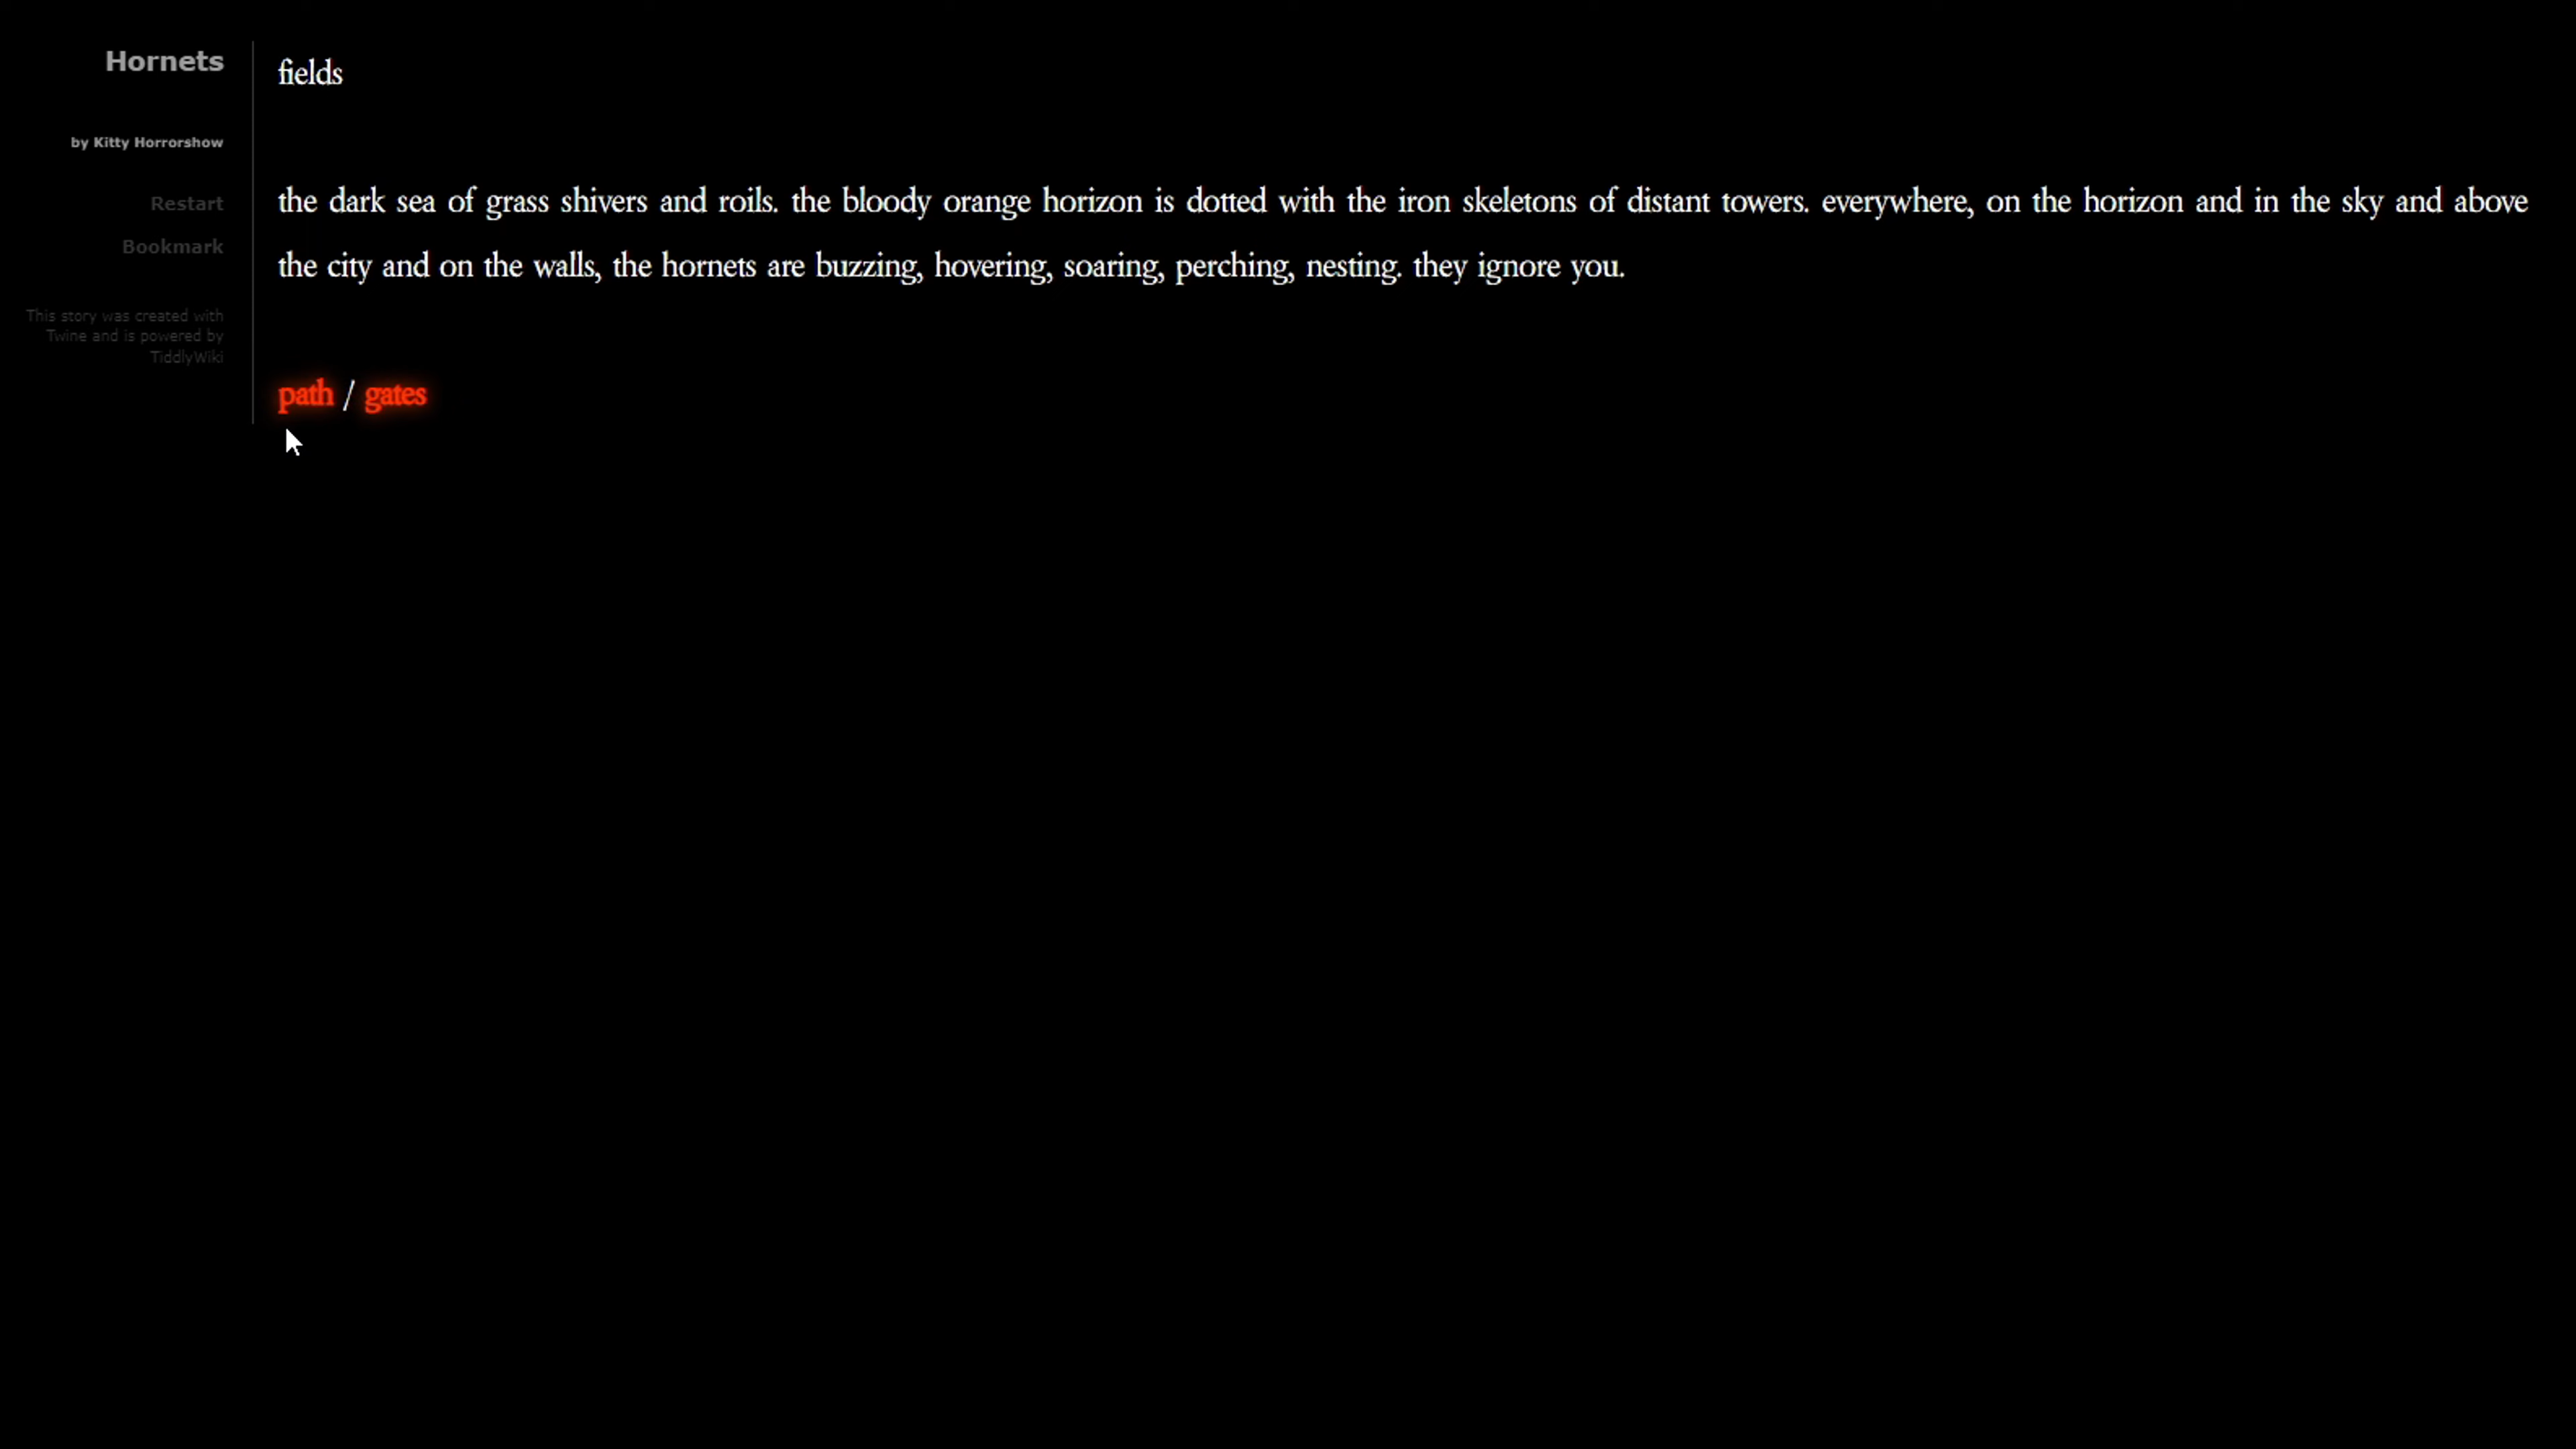 Hornets
by Kitty Horrorshow
Restart
Bookmark
This story was created with
Twine and is powered by
TiddlyWiki
fields
the dark sea of grass shivers and roils. the bloody orange horizon is dotted with the iron skeletons of distant towers. everywhere, on the horizon and in the sky and above
the city and on the walls, the hornets are buzzing, hovering, soaring, perching, nesting. they ignore you.
path / gates